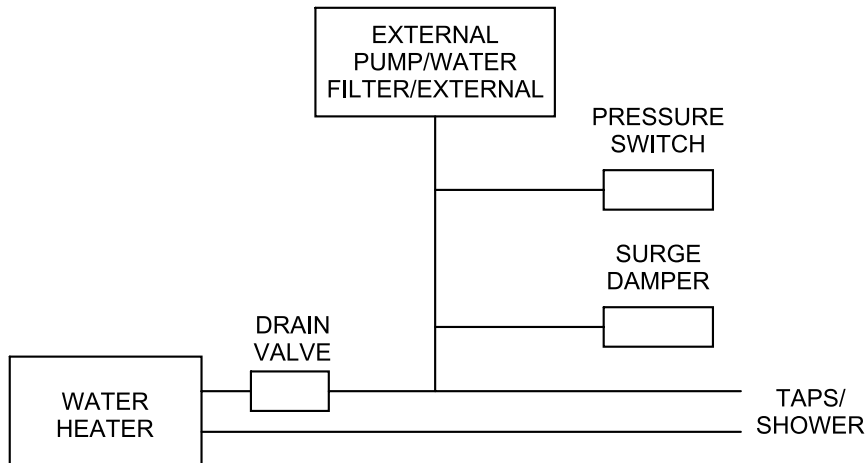 EXTERNAL
PUMP/WATER
FILTER/EXTERNAL
PRESSURE
SWITCH
SURGE
DAMPER
DRAIN
VALVE
WATER
HEATER
TAPS/
SHOWER